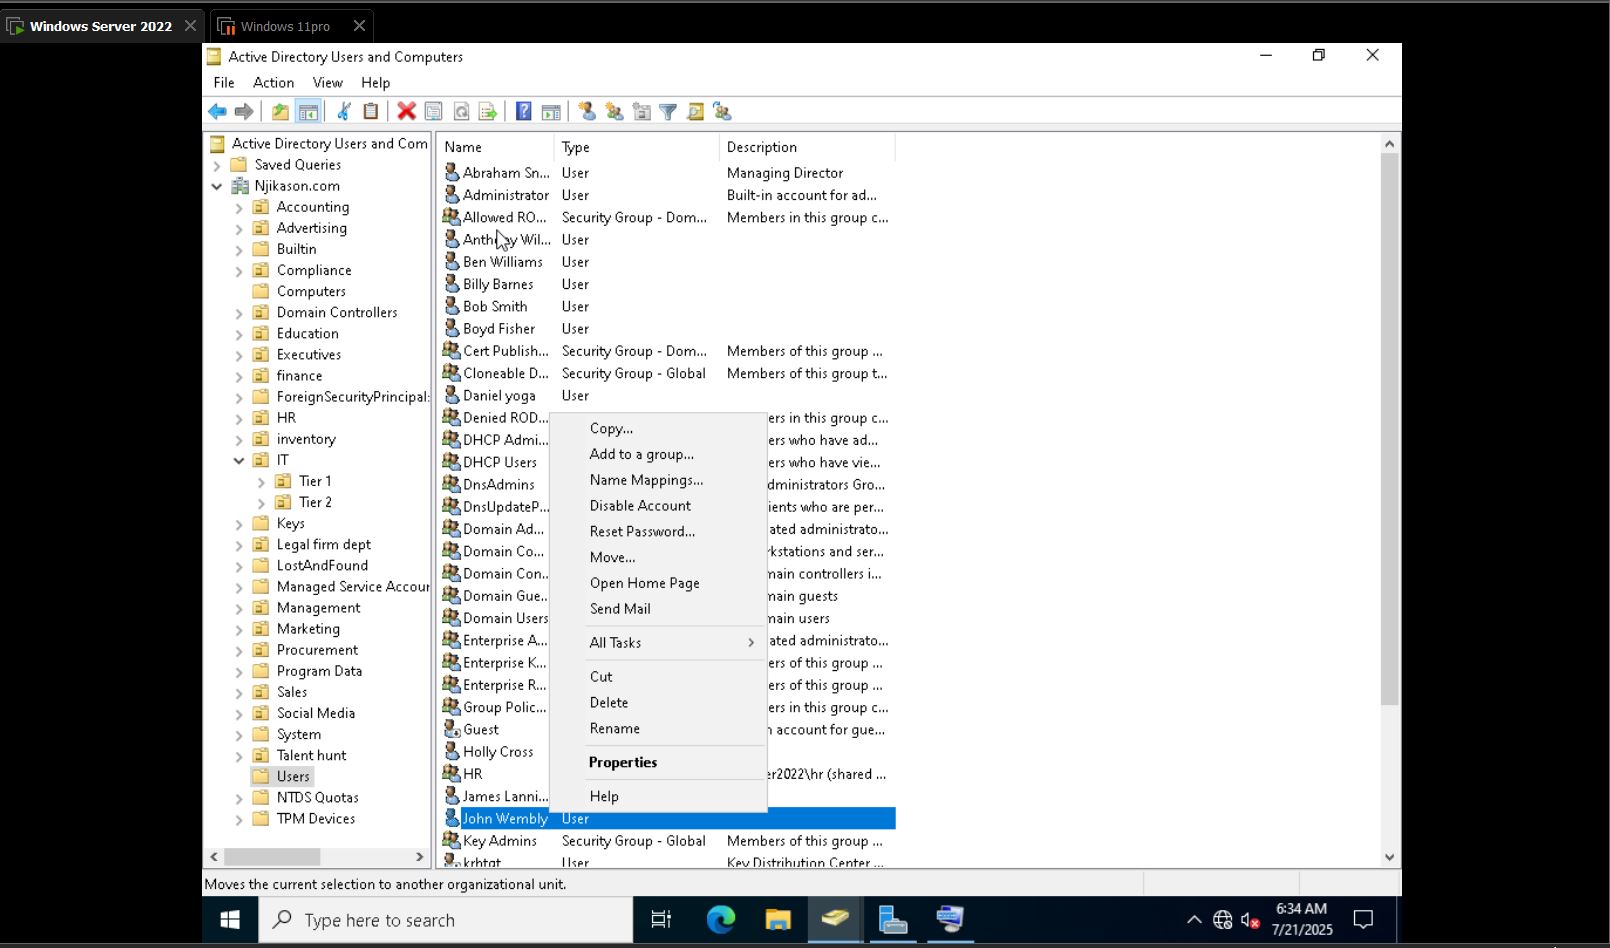 Windows Server 2022
Windows 11pro
Active Directory Users and Computers
File Action View Help
Active Directory Users and Com
Saved Queries
Njikason.com
Accounting
Advertising
Builtin
Compliance
Computers
Domain Controllers
Education
Executives
finance
ForeignSecurityPrincipal:
HR
inventory
IT
Tier 1
Tier 2
Keys
Legal firm dept
LostAndFound
Managed Service Accour
Management
Marketing
Procurement
Program Data
Sales
Social Media
System
Talent hunt
Users
NTDS Quotas
TPM Devices
Name Type Description
Abraham Sn... User Managing Director
Administrator User Built-in account for ad...
Allowed RO... Security Group - Dom... Members in this group c...
Anthony Wil... User
Ben Williams User
Billy Barnes User
Bob Smith User
Boyd Fisher User
Cert Publish... Security Group - Dom... Members of this group ...
Cloneable D... Security Group - Global Members of this group t...
Daniel yoga User
Denied ROD... ers in this group c...
DHCP Admi... ers who have ad...
DHCP Users ers who have vie...
DnsAdmins dministrators Gro...
DnsUpdateP... ients who are per...
Domain Ad... ated administrato...
Domain Co... kstations and ser...
Domain Con... main controllers i...
Domain Gue... main guests
Domain Users main users
Enterprise A... ated administrato...
Enterprise K... ers of this group ...
Enterprise R... ers of this group ...
Group Polic... ers in this group c...
Guest n account for gue...
Holly Cross
HR er2022\hr (shared ...
James Lanni...
John Wembly User
Key Admins Security Group - Global Members of this group ...
krbtgt User Key Distribution Center ...
Copy...
Add to a group...
Name Mappings...
Disable Account
Reset Password...
Move...
Open Home Page
Send Mail
All Tasks
Cut
Delete
Rename
Properties
Help
Moves the current selection to another organizational unit.
Type here to search
6:34 AM
7/21/2025